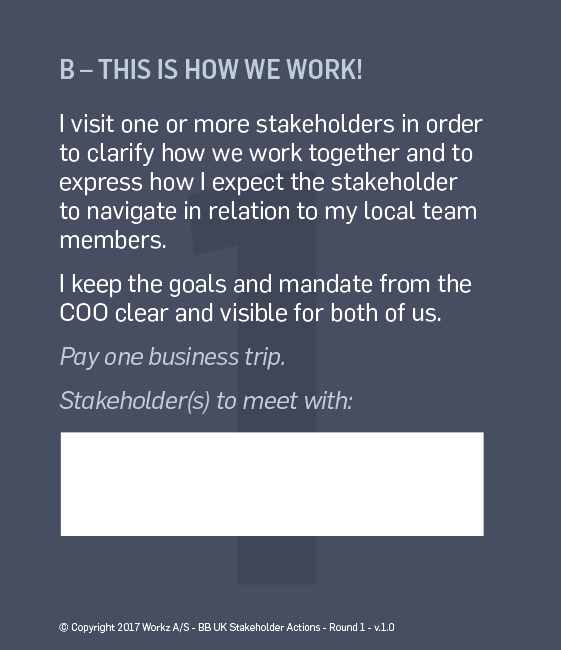 B – THIS IS HOW WE WORK!
I visit one or more stakeholders in order
to clarify how we work together and to
express how I expect the stakeholder
to navigate in relation to my local team
members.
I keep the goals and mandate from the
COO clear and visible for both of us.
Pay one business trip.
Stakeholder(s) to meet with:
1
© Copyright 2017 Workz A/S - BB UK Stakeholder Actions - Round 1 - v.1.0